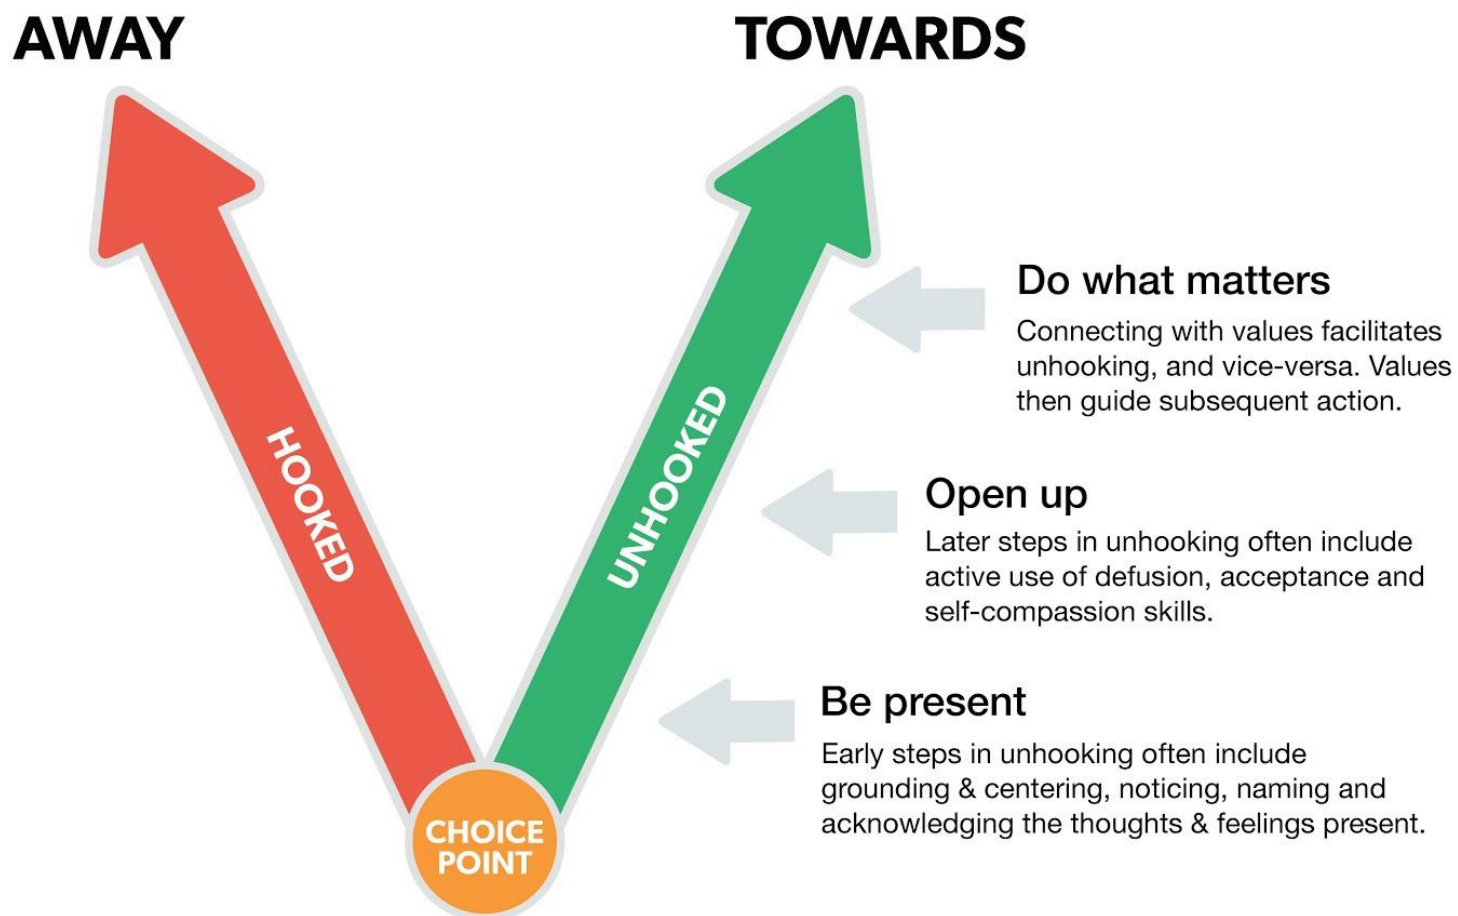 AWAY
TOWARDS
HOOKED
UNHOOKED
Do what matters
Connecting with values facilitates
unhooking, and vice-versa. Values
then guide subsequent action.
Open up
Later steps in unhooking often include
active use of defusion, acceptance and
self-compassion skills.
Be present
Early steps in unhooking often include
grounding & centering, noticing, naming and
acknowledging the thoughts & feelings present.
CHOICE
POINT